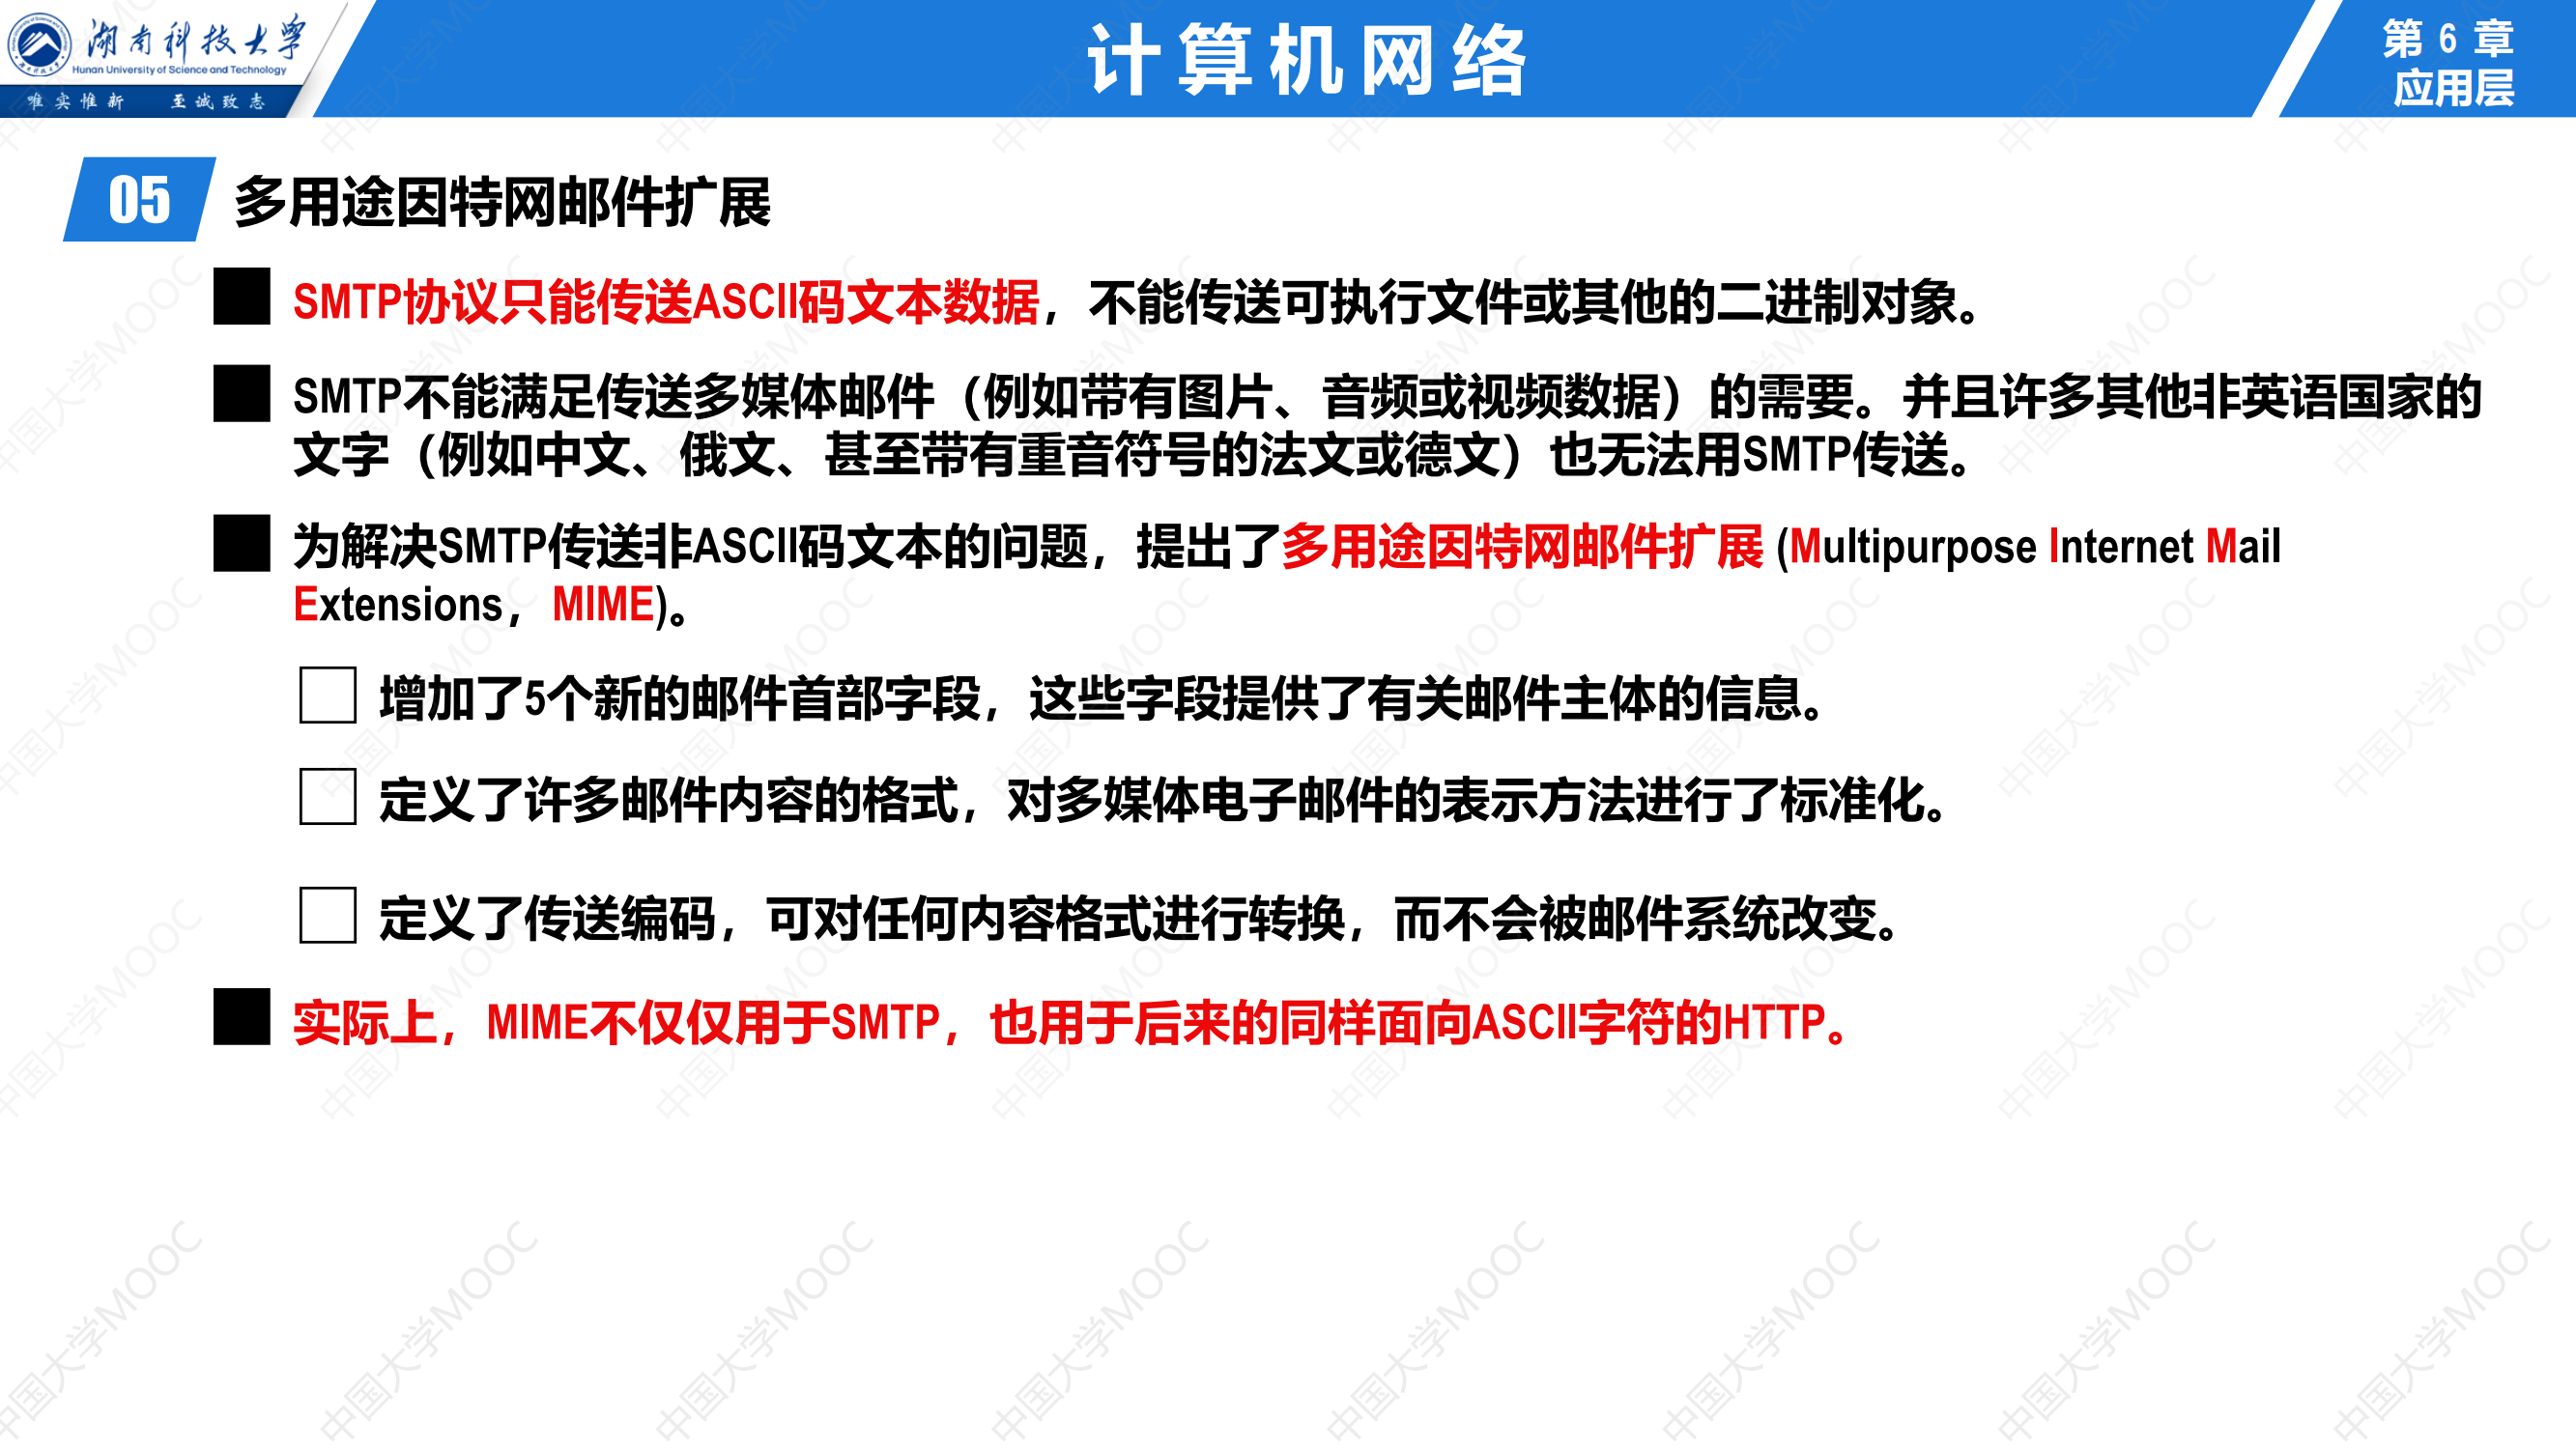 湖南科技大学
Hunan University of Science and Technology
唯实惟新 至诚致志
计算机网络
第 6 章
应用层
05 多用途因特网邮件扩展
SMTP协议只能传送ASCII码文本数据，不能传送可执行文件或其他的二进制对象。
SMTP不能满足传送多媒体邮件（例如带有图片、音频或视频数据）的需要。并且许多其他非英语国家的
文字（例如中文、俄文、甚至带有重音符号的法文或德文）也无法用SMTP传送。
为解决SMTP传送非ASCII码文本的问题，提出了多用途因特网邮件扩展 (Multipurpose Internet Mail
Extensions，MIME)。
增加了5个新的邮件首部字段，这些字段提供了有关邮件主体的信息。
定义了许多邮件内容的格式，对多媒体电子邮件的表示方法进行了标准化。
定义了传送编码，可对任何内容格式进行转换，而不会被邮件系统改变。
实际上，MIME不仅仅用于SMTP，也用于后来的同样面向ASCII字符的HTTP。
中国大学MOOC